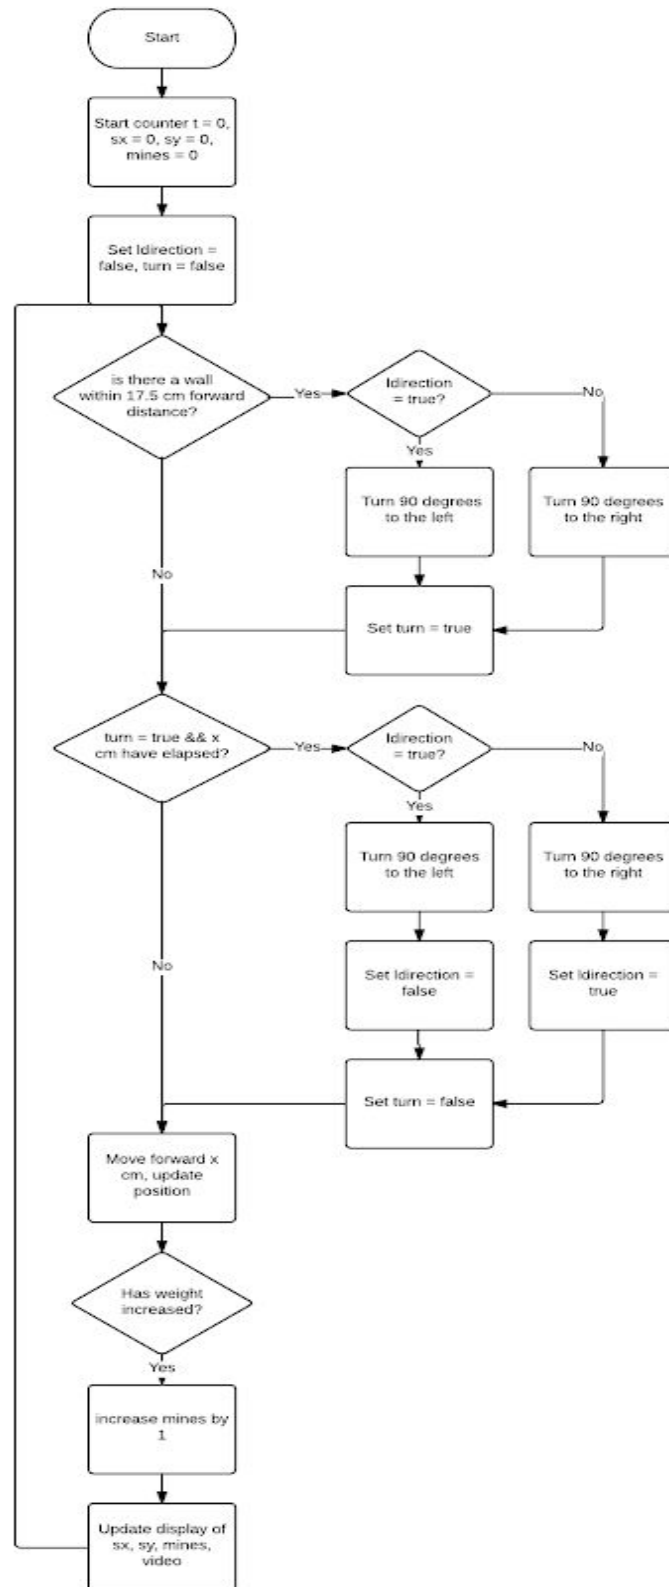 Start
Start counter t = 0,
sx = 0, sy = 0,
mines = 0
Set ldirection =
false, turn = false
is there a wall
within 17.5 cm forward
distance?
Yes
ldirection
= true?
No
Yes
Turn 90 degrees
to the left
Turn 90 degrees
to the right
No
Set turn = true
turn = true && x
cm have elapsed?
Yes
ldirection
= true?
No
Yes
Turn 90 degrees
to the left
Turn 90 degrees
to the right
No
Set ldirection =
false
Set ldirection =
true
Set turn = false
Move forward x
cm, update
position
Has weight
increased?
Yes
increase mines by
1
Update display of
sx, sy, mines,
video